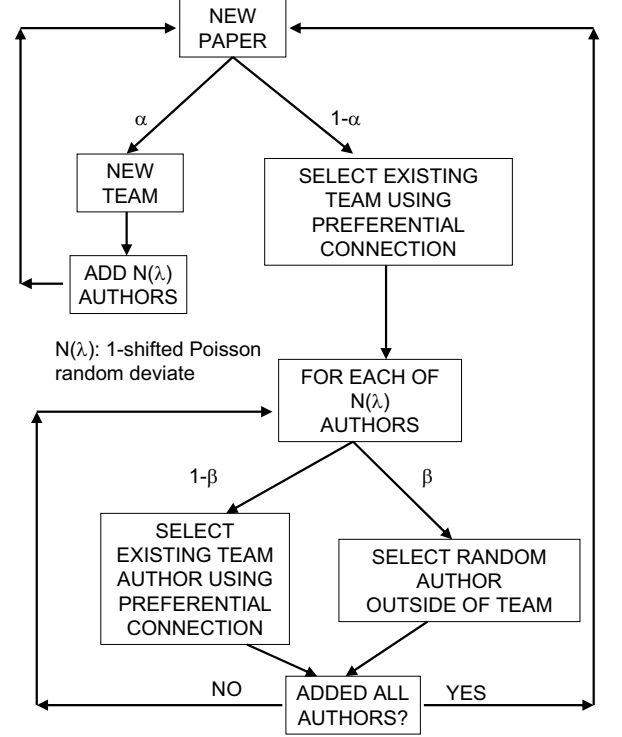 NEW
PAPER
α
1-α
NEW
TEAM
SELECT EXISTING
TEAM USING
PREFERENTIAL
CONNECTION
ADD N(λ)
AUTHORS
N(λ): 1-shifted Poisson
random deviate
FOR EACH OF
N(λ)
AUTHORS
1-β
β
SELECT
EXISTING TEAM
AUTHOR USING
PREFERENTIAL
CONNECTION
SELECT RANDOM
AUTHOR
OUTSIDE OF TEAM
NO
ADDED ALL
AUTHORS?
YES